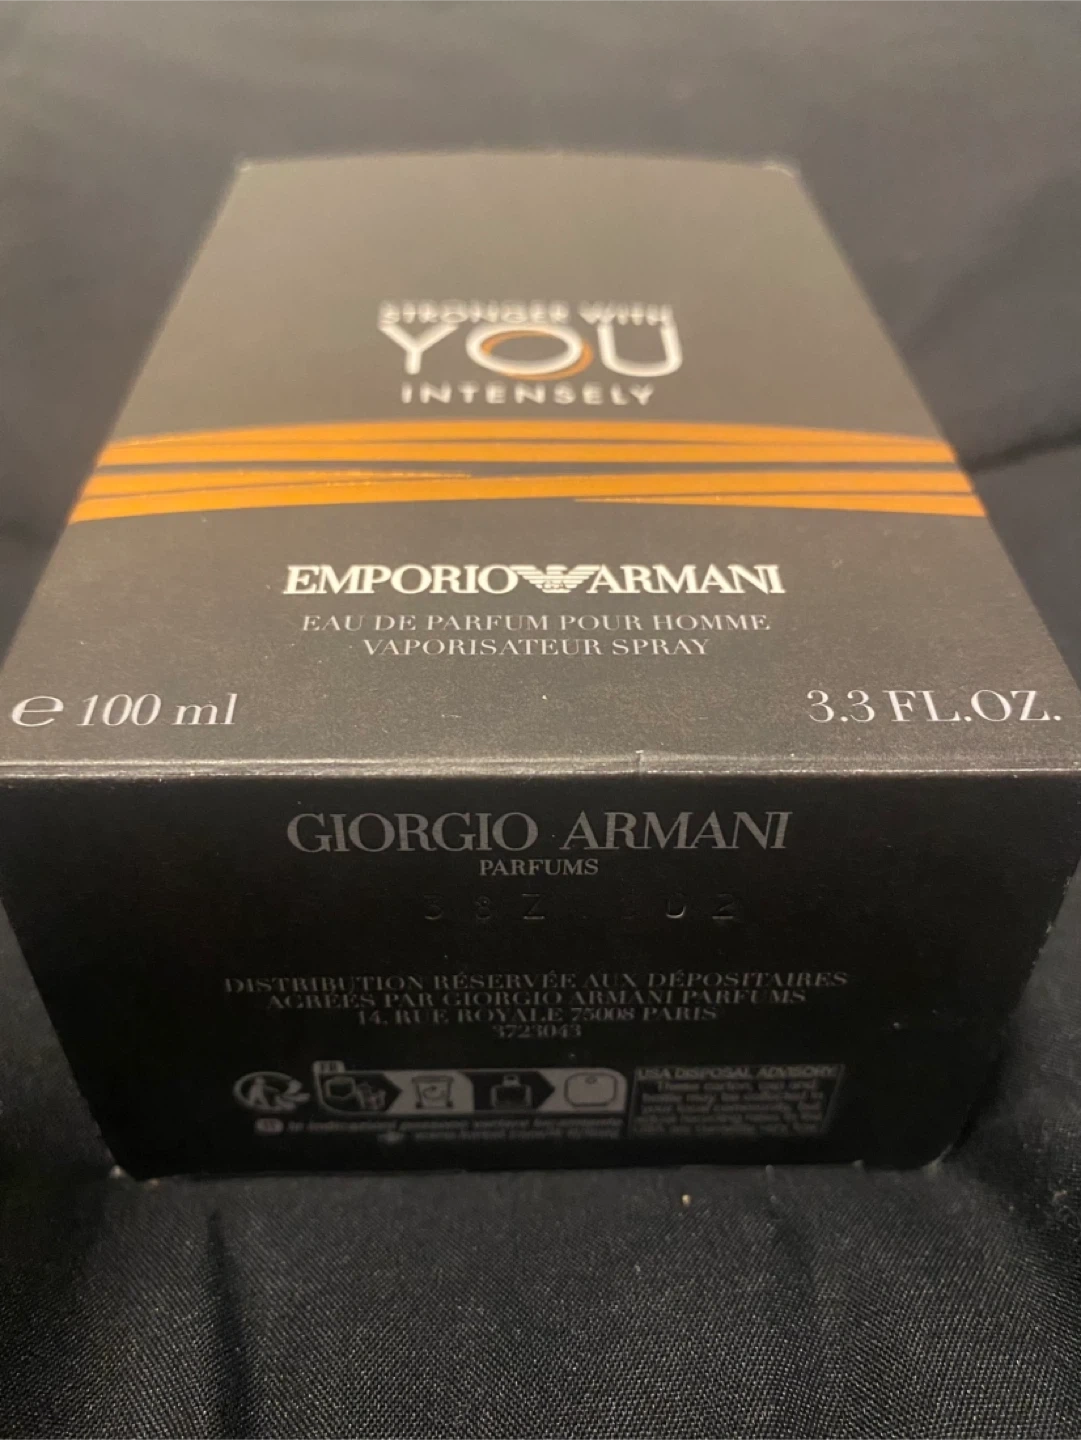 STRONGER WITH
YOU
INTENSELY
EMPORIO ARMANI
EAU DE PARFUM POUR HOMME
VAPORISATEUR SPRAY
e 100 ml
3.3 FL.OZ.
GIORGIO ARMANI
PARFUMS
DISTRIBUTION RÉSERVÉE AUX DÉPOSITAIRES
AGRÉÉS PAR GIORGIO ARMANI PARFUMS
14, RUE ROYALE 75008 PARIS
3723043
FR
USA DISPOSAL ADVISORY: